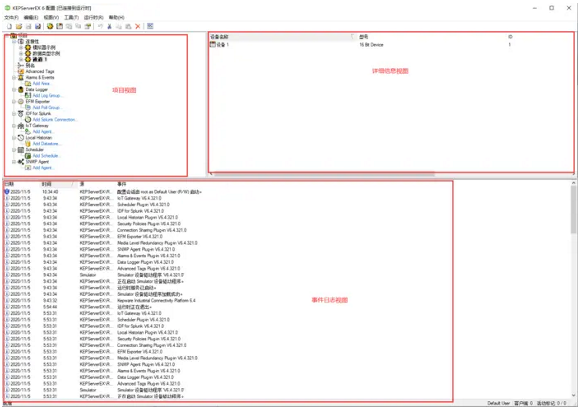 KEPServerEX 6 配置 [已连接到运行时]
文件(F) 编辑(E) 视图(V) 工具(T) 运行时(R) 帮助(H)
项目
连接性
模拟器示例
数据类型示例
通道 1
别名
Advanced Tags
Alarms & Events
Add Area...
Data Logger
Add Log Group...
EFM Exporter
Add Poll Group...
IDF for Splunk
Add Splunk Connection...
IoT Gateway
Add Agent...
Local Historian
Add Datastore...
Scheduler
Add Schedule...
SNMP Agent
Add Agent...
项目视图
设备名称 型号 ID
设备 1 16 Bit Device 1
详细信息视图
日期 时间 源 事件
2020/11/5 10:34:40 KEPServerEX\R... 配置会话由 lxxt as Default User (R/W) 启动。
2020/11/5 9:43:34 KEPServerEX\R... IoT Gateway V6.4.321.0
2020/11/5 9:43:34 KEPServerEX\R... Scheduler Plug-in V6.4.321.0
2020/11/5 9:43:34 KEPServerEX\R... IDF for Splunk V6.4.321.0
2020/11/5 9:43:34 KEPServerEX\R... Local Historian Plug-in V6.4.321.0
2020/11/5 9:43:34 KEPServerEX\R... Security Policies Plug-in V6.4.321.0
2020/11/5 9:43:34 KEPServerEX\R... Connection Sharing Plug-in V6.4.321.0
2020/11/5 9:43:34 KEPServerEX\R... EFM Exporter V6.4.321.0
2020/11/5 9:43:34 KEPServerEX\R... Media Level Redundancy Plug-in V6.4.321.0
2020/11/5 9:43:34 KEPServerEX\R... SNMP Agent Plug-in V6.4.321.0
2020/11/5 9:43:34 KEPServerEX\R... Alarms & Events Plug-in V6.4.321.0
2020/11/5 9:43:34 KEPServerEX\R... Data Logger Plug-in V6.4.321.0
2020/11/5 9:43:34 KEPServerEX\R... Advanced Tags Plug-in V6.4.321.0
2020/11/5 9:43:34 Simulator Simulator 设备驱动程序 'V6.4.321.0'
2020/11/5 9:43:34 KEPServerEX\R... 正在启动 Simulator 设备驱动程序。
2020/11/5 9:43:34 KEPServerEX\R... 运行时服务已启动。
2020/11/5 9:43:34 KEPServerEX\R... Simulator 设备驱动程序加载成功。
2020/11/5 9:43:32 KEPServerEX\R... Kepware Industrial Connectivity Platform 6.4
2020/11/5 5:54:44 KEPServerEX\R... 运行时正在退出。
2020/11/5 5:53:31 KEPServerEX\R... IoT Gateway V6.4.321.0
2020/11/5 5:53:31 KEPServerEX\R... Scheduler Plug-in V6.4.321.0
2020/11/5 5:53:31 KEPServerEX\R... IDF for Splunk V6.4.321.0
2020/11/5 5:53:31 KEPServerEX\R... Local Historian Plug-in V6.4.321.0
2020/11/5 5:53:31 KEPServerEX\R... Security Policies Plug-in V6.4.321.0
2020/11/5 5:53:31 KEPServerEX\R... Connection Sharing Plug-in V6.4.321.0
2020/11/5 5:53:31 KEPServerEX\R... EFM Exporter V6.4.321.0
2020/11/5 5:53:31 KEPServerEX\R... Media Level Redundancy Plug-in V6.4.321.0
2020/11/5 5:53:31 KEPServerEX\R... SNMP Agent Plug-in V6.4.321.0
2020/11/5 5:53:31 KEPServerEX\R... Alarms & Events Plug-in V6.4.321.0
2020/11/5 5:53:31 KEPServerEX\R... Data Logger Plug-in V6.4.321.0
2020/11/5 5:53:31 KEPServerEX\R... Advanced Tags Plug-in V6.4.321.0
2020/11/5 5:53:31 Simulator Simulator 设备驱动程序 'V6.4.321.0'
2020/11/5 5:53:31 KEPServerEX\R... 正在启动 Simulator 设备驱动程序。
事件日志视图
就绪 Default User 客户端: 0 活动标记: 0 / 0